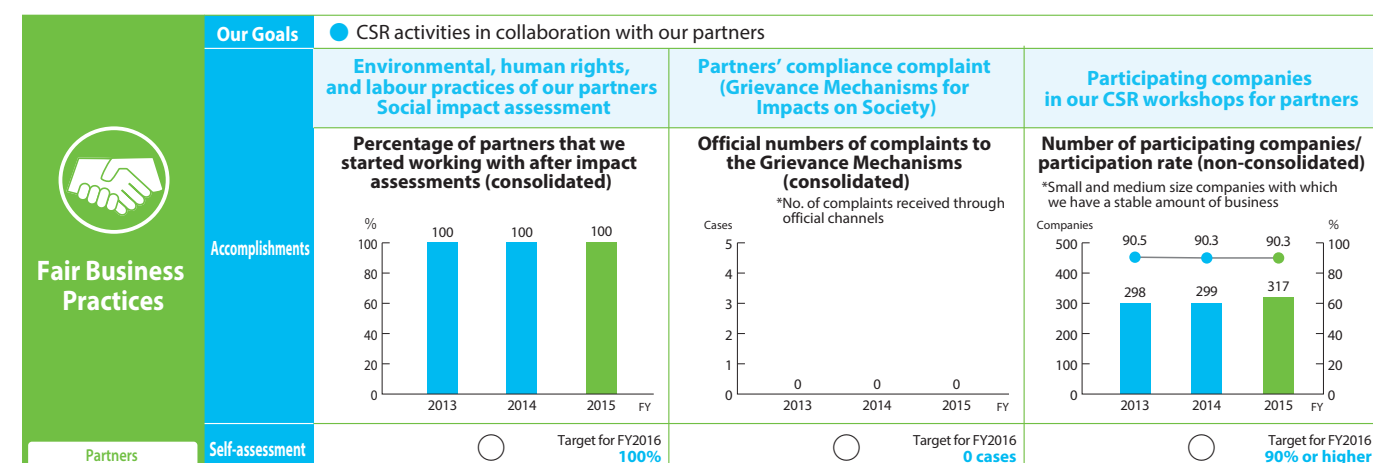 Our Goals
CSR activities in collaboration with our partners
Fair Business
Practices
Partners
Accomplishments
Environmental, human rights,
and labour practices of our partners
Social impact assessment
Percentage of partners that we
started working with after impact
assessments (consolidated)
%
100
80
60
40
20
0
100
100
100
2013
2014
2015
FY
Partners' compliance complaint
(Grievance Mechanisms for
Impacts on Society)
Official numbers of complaints to
the Grievance Mechanisms
(consolidated)
*No. of complaints received through
official channels
Cases
5
4
3
2
1
0
0
0
0
2013
2014
2015
FY
Participating companies
in our CSR workshops for partners
Number of participating companies/
participation rate (non-consolidated)
*Small and medium size companies with which
we have a stable amount of business
Companies
%
500
400
300
200
100
0
90.5
90.3
90.3
298
299
317
100
80
60
40
20
0
2013
2014
2015
FY
Self-assessment
Target for FY2016
100%
Target for FY2016
0 cases
Target for FY2016
90% or higher